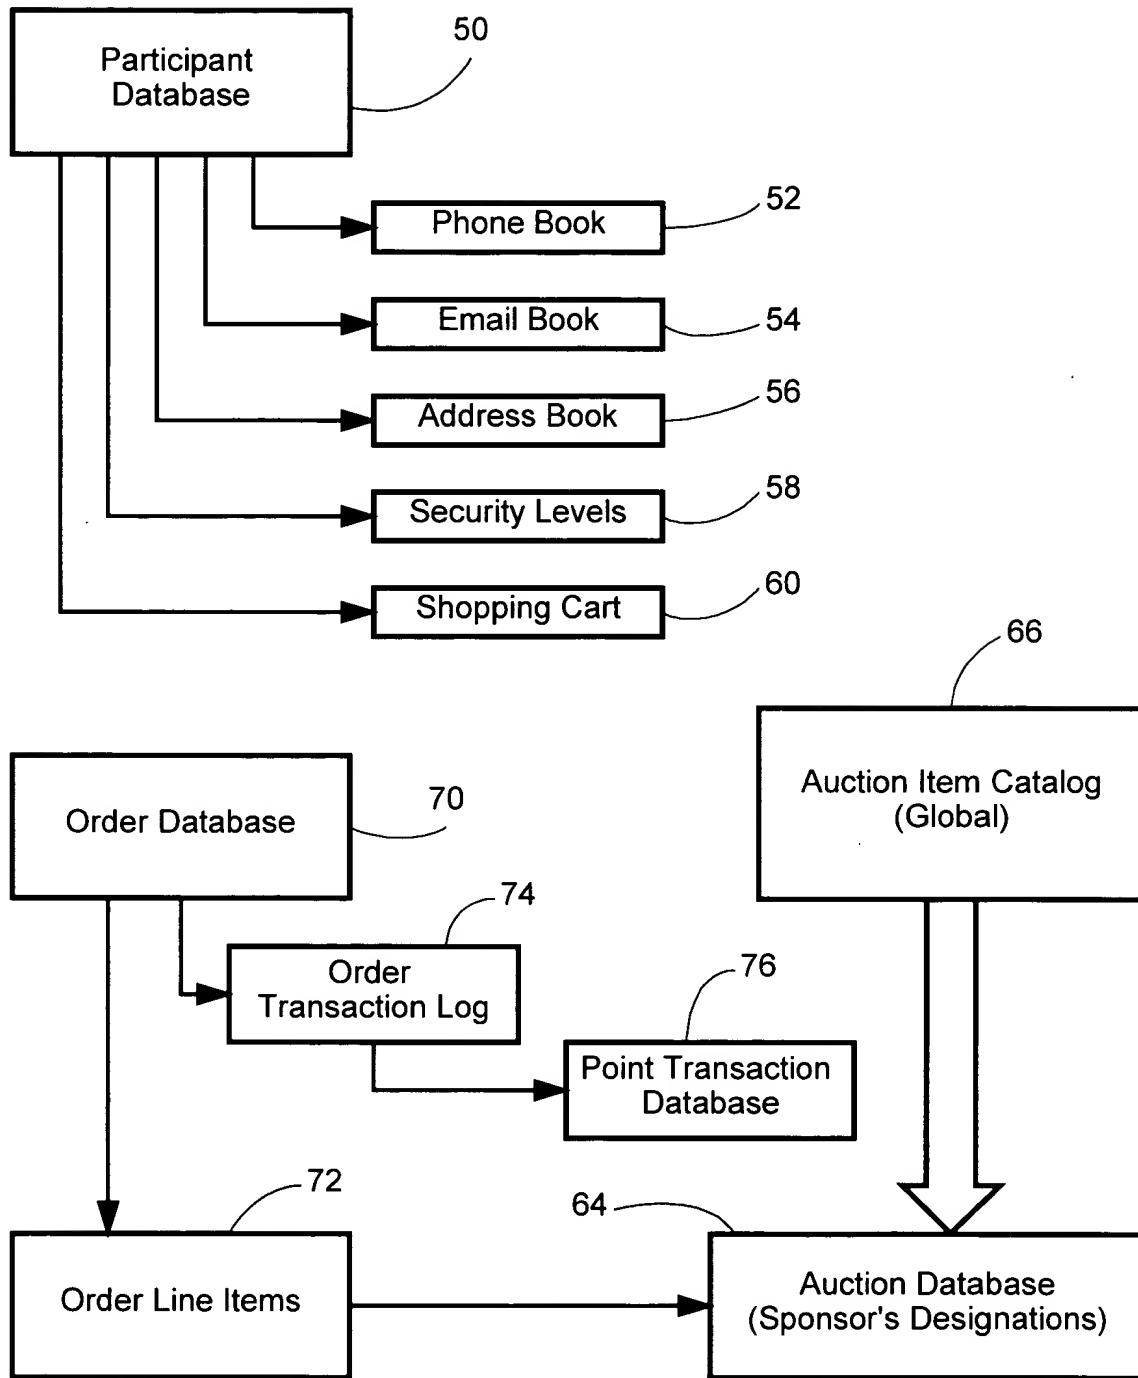 Participant
Database
50
Phone Book
52
Email Book
54
Address Book
56
Security Levels
58
Shopping Cart
60
66
Auction Item Catalog
(Global)
Order Database
70
74
Order
Transaction Log
76
Point Transaction
Database
72
Order Line Items
64
Auction Database
(Sponsor's Designations)